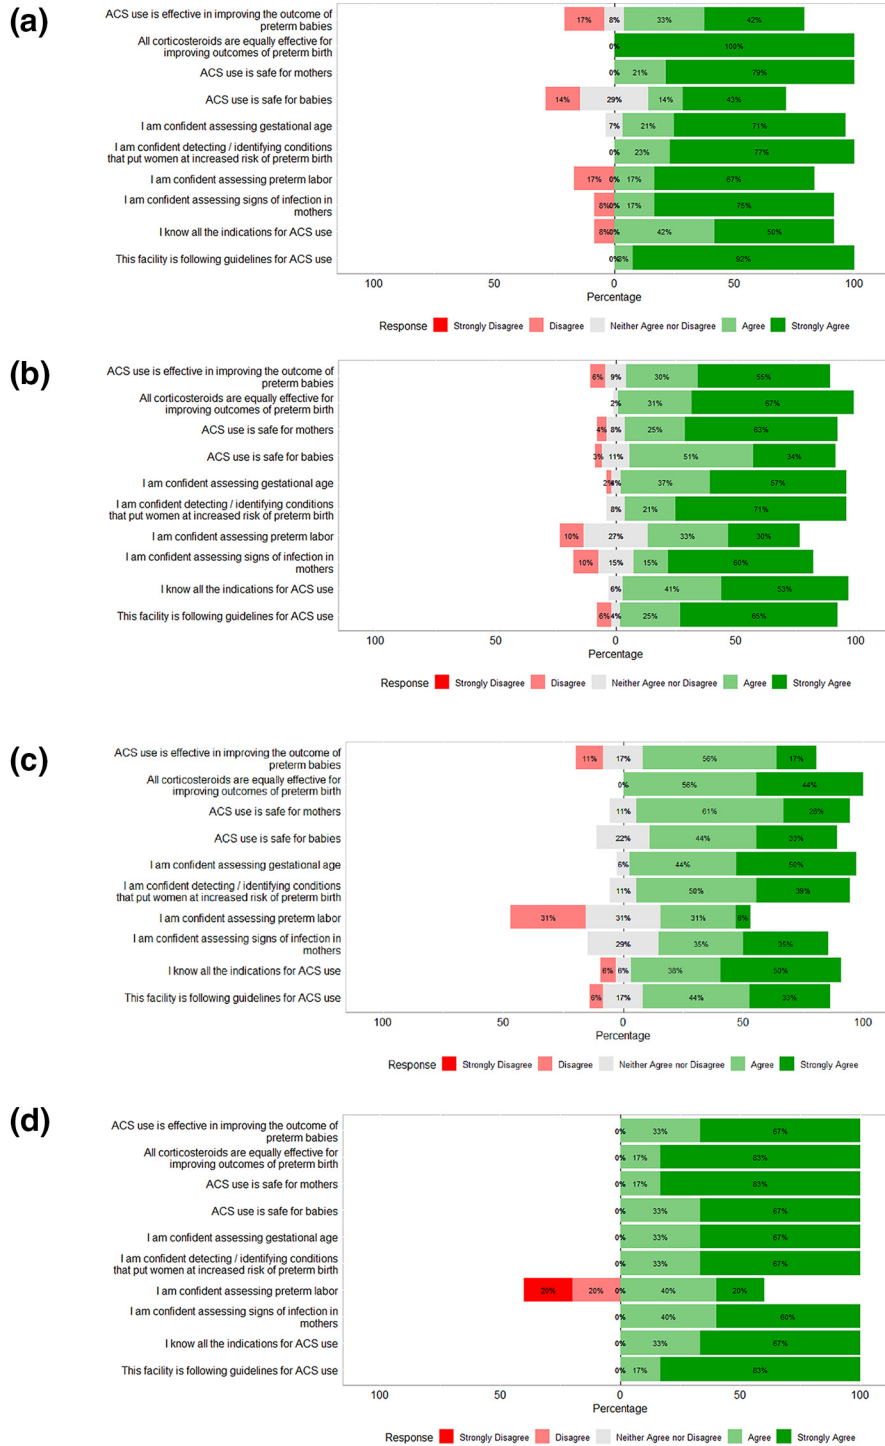 (a)
ACS use is effective in improving the outcome of
preterm babies
17% 8% 33% 42%
All corticosteroids are equally effective for
improving outcomes of preterm birth
0% 100%
ACS use is safe for mothers
0% 21% 79%
ACS use is safe for babies
14% 29% 14% 43%
I am confident assessing gestational age
7% 21% 71%
I am confident detecting / identifying conditions
that put women at increased risk of preterm birth
0% 23% 77%
I am confident assessing preterm labor
17% 0% 17% 67%
I am confident assessing signs of infection in
mothers
8% 0% 17% 75%
I know all the indications for ACS use
8% 0% 42% 50%
This facility is following guidelines for ACS use
0% 8% 92%
100 50 0 50 100
Percentage
Response Strongly Disagree Disagree Neither Agree nor Disagree Agree Strongly Agree
(b)
ACS use is effective in improving the outcome of
preterm babies
6% 9% 30% 55%
All corticosteroids are equally effective for
improving outcomes of preterm birth
2% 31% 67%
ACS use is safe for mothers
4% 8% 25% 63%
ACS use is safe for babies
3% 11% 51% 34%
I am confident assessing gestational age
2% 4% 37% 57%
I am confident detecting / identifying conditions
that put women at increased risk of preterm birth
8% 21% 71%
I am confident assessing preterm labor
10% 27% 33% 30%
I am confident assessing signs of infection in
mothers
10% 15% 15% 60%
I know all the indications for ACS use
6% 41% 53%
This facility is following guidelines for ACS use
6% 4% 25% 65%
100 50 0 50 100
Percentage
Response Strongly Disagree Disagree Neither Agree nor Disagree Agree Strongly Agree
(c)
ACS use is effective in improving the outcome of
preterm babies
11% 17% 56% 17%
All corticosteroids are equally effective for
improving outcomes of preterm birth
0% 56% 44%
ACS use is safe for mothers
11% 61% 28%
ACS use is safe for babies
22% 44% 33%
I am confident assessing gestational age
6% 44% 50%
I am confident detecting / identifying conditions
that put women at increased risk of preterm birth
11% 50% 39%
I am confident assessing preterm labor
31% 31% 31% 6%
I am confident assessing signs of infection in
mothers
29% 35% 35%
I know all the indications for ACS use
6% 6% 38% 50%
This facility is following guidelines for ACS use
6% 17% 44% 33%
100 50 0 50 100
Percentage
Response Strongly Disagree Disagree Neither Agree nor Disagree Agree Strongly Agree
(d)
ACS use is effective in improving the outcome of
preterm babies
0% 33% 67%
All corticosteroids are equally effective for
improving outcomes of preterm birth
0% 17% 83%
ACS use is safe for mothers
0% 17% 83%
ACS use is safe for babies
0% 33% 67%
I am confident assessing gestational age
0% 33% 67%
I am confident detecting / identifying conditions
that put women at increased risk of preterm birth
0% 33% 67%
I am confident assessing preterm labor
20% 20% 0% 40% 20%
I am confident assessing signs of infection in
mothers
0% 40% 60%
I know all the indications for ACS use
0% 33% 67%
This facility is following guidelines for ACS use
0% 17% 83%
100 50 0 50 100
Percentage
Response Strongly Disagree Disagree Neither Agree nor Disagree Agree Strongly Agree